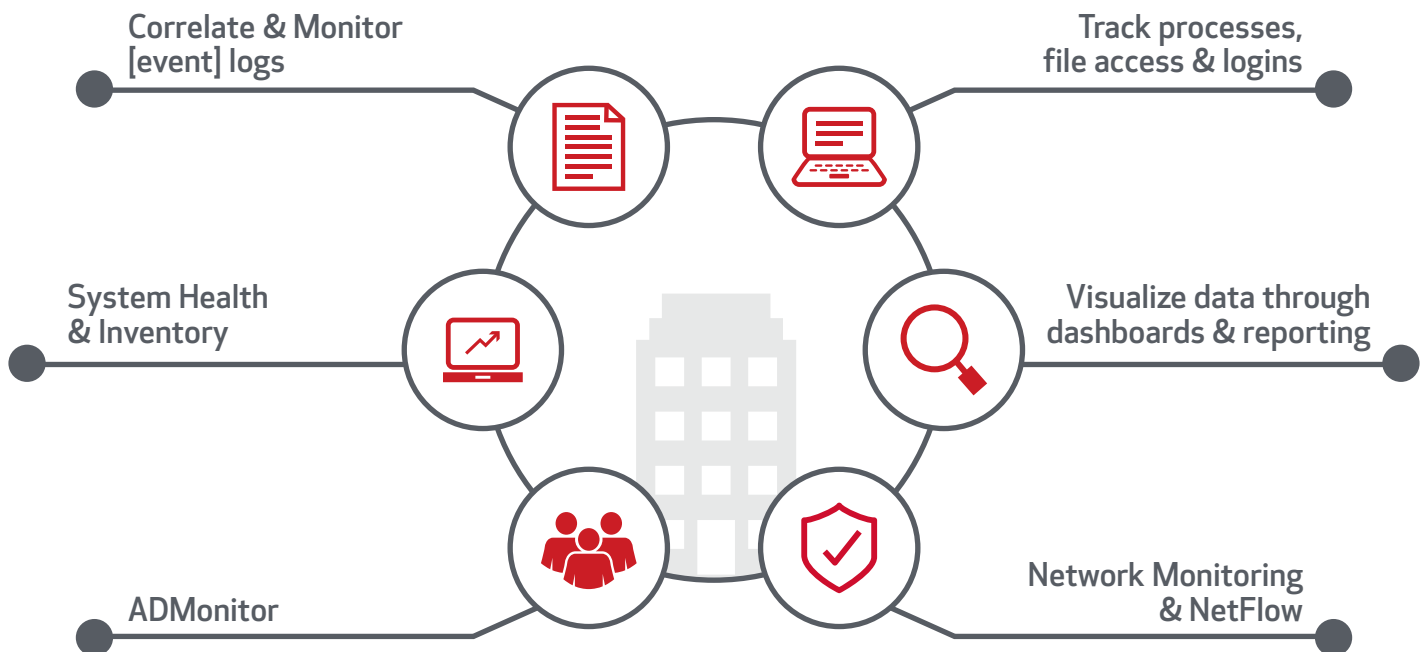 Correlate & Monitor
[event] logs
Track processes,
file access & logins
System Health
& Inventory
Visualize data through
dashboards & reporting
ADMonitor
Network Monitoring
& NetFlow